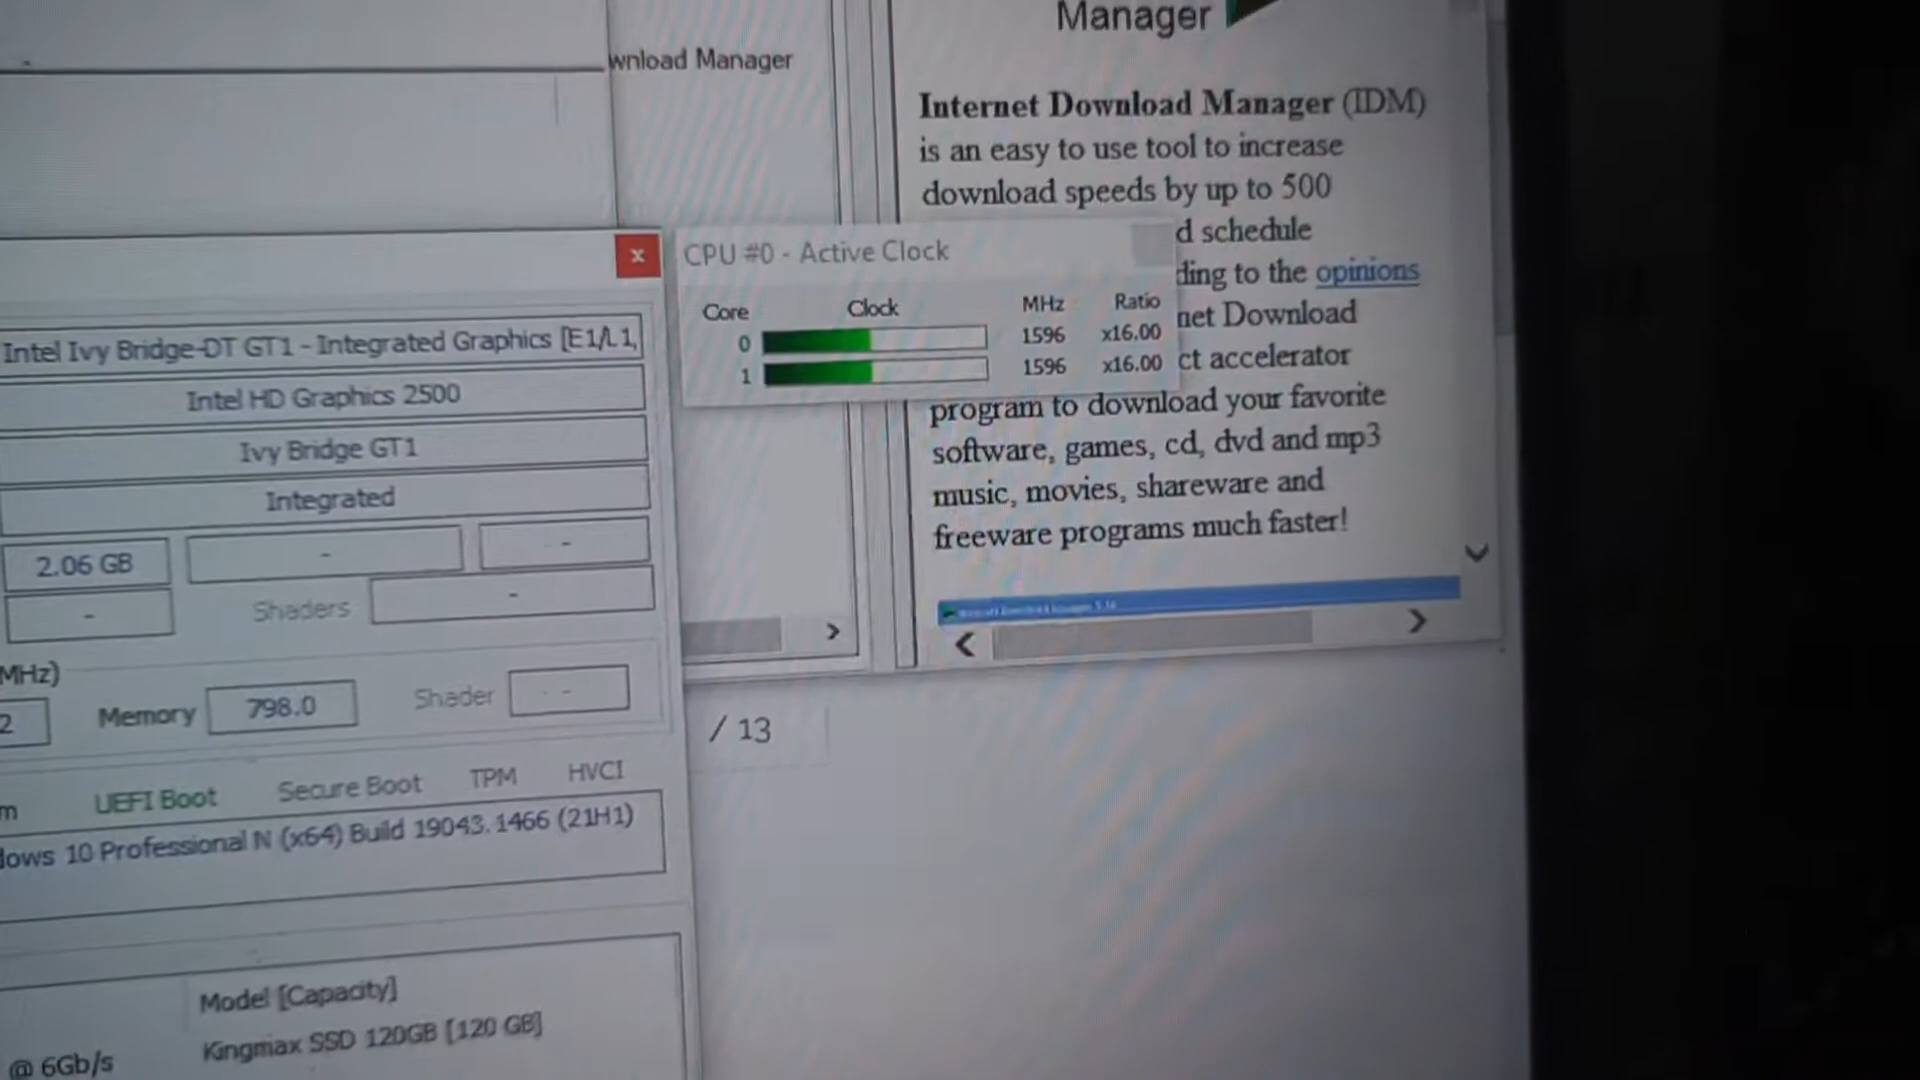 Manager
wnload Manager
Internet Download Manager (IDM)
is an easy to use tool to increase
download speeds by up to 500
d schedule
ding to the opinions
net Download
ct accelerator
program to download your favorite
software, games, cd, dvd and mp3
music, movies, shareware and
freeware programs much faster!
x
CPU #0 - Active Clock
Core Clock MHz Ratio
0 1596 x16.00
1 1596 x16.00
Intel Ivy Bridge-DT GT1 - Integrated Graphics [E1/L1,
Intel HD Graphics 2500
Ivy Bridge GT1
Integrated
2.06 GB - -
- Shaders -
MHz)
2 Memory 798.0 Shader -
/ 13
m UEFI Boot Secure Boot TPM HVCI
dows 10 Professional N (x64) Build 19043.1466 (21H1)
Model [Capacity]
@ 6Gb/s Kingmax SSD 120GB [120 GB]